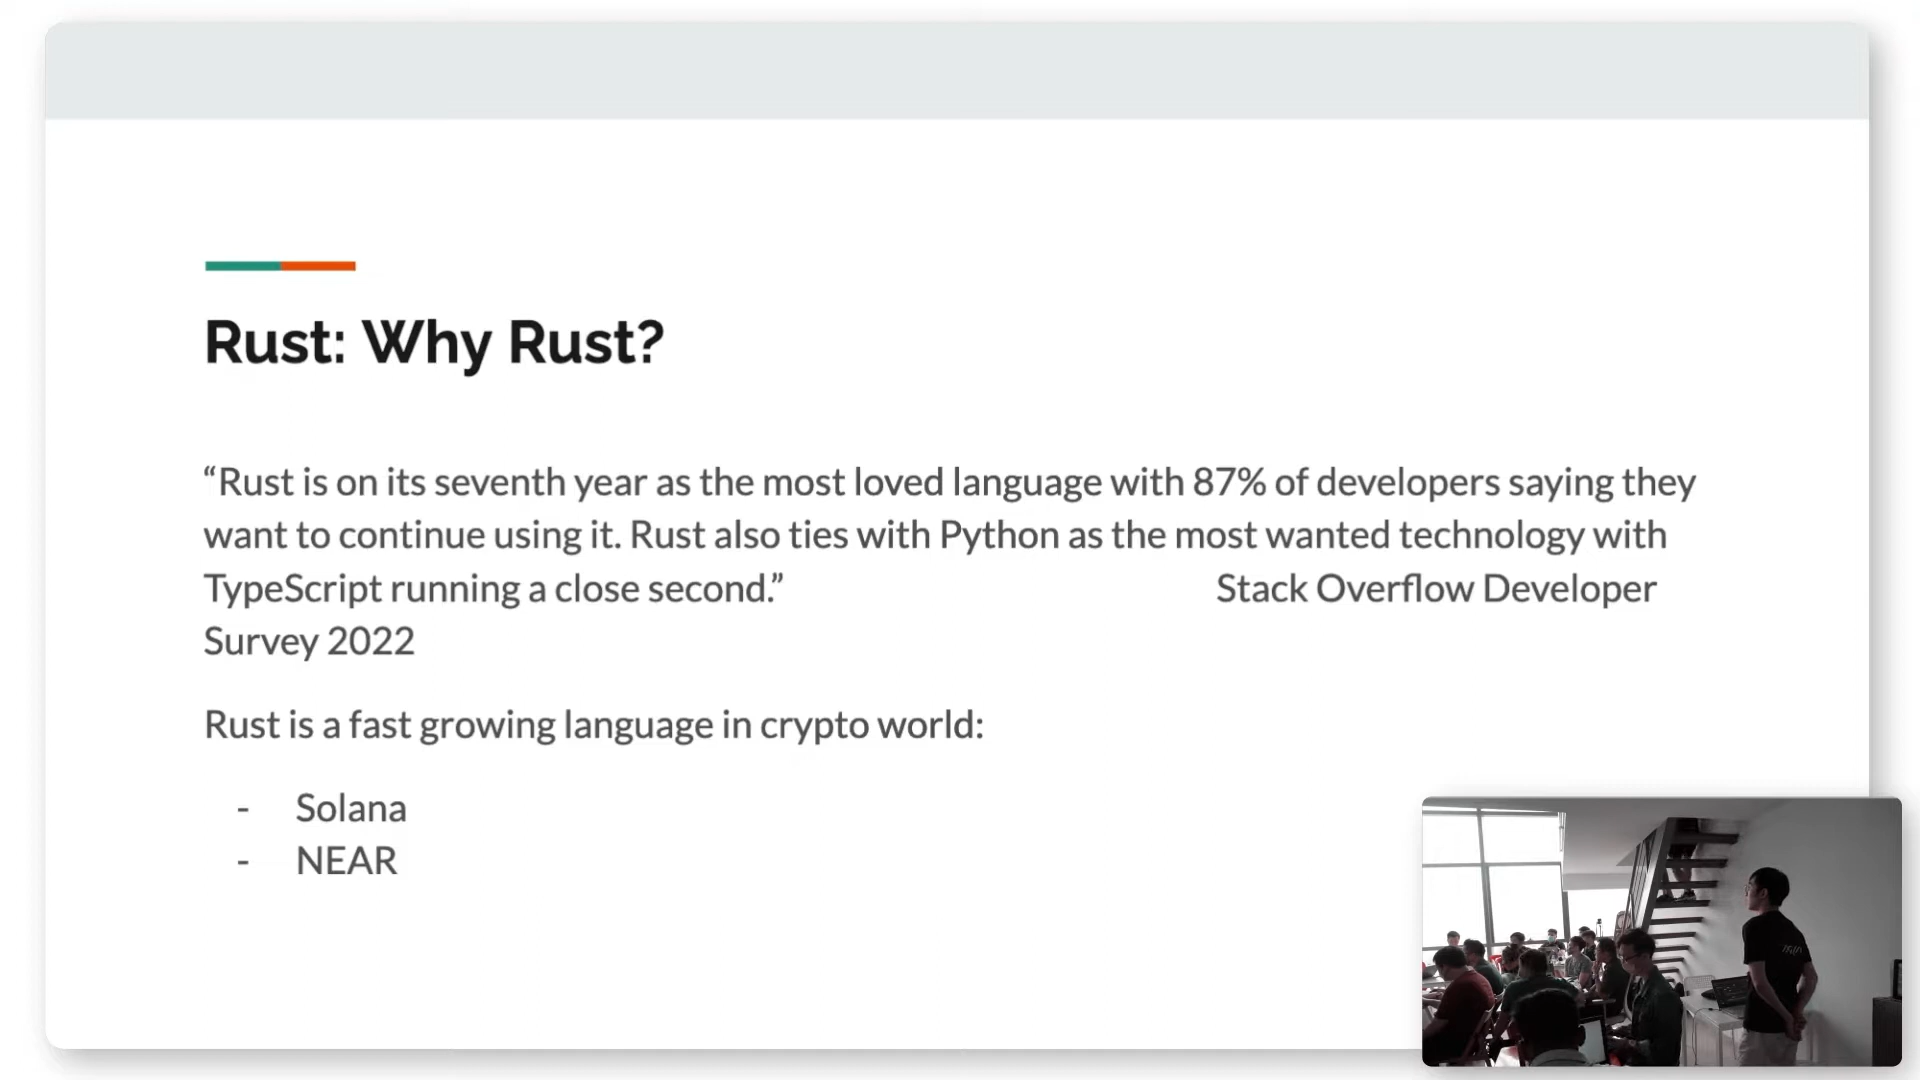 Rust: Why Rust?
“Rust is on its seventh year as the most loved language with 87% of developers saying they
want to continue using it. Rust also ties with Python as the most wanted technology with
TypeScript running a close second.” Stack Overflow Developer
Survey 2022
Rust is a fast growing language in crypto world:
- Solana
- NEAR